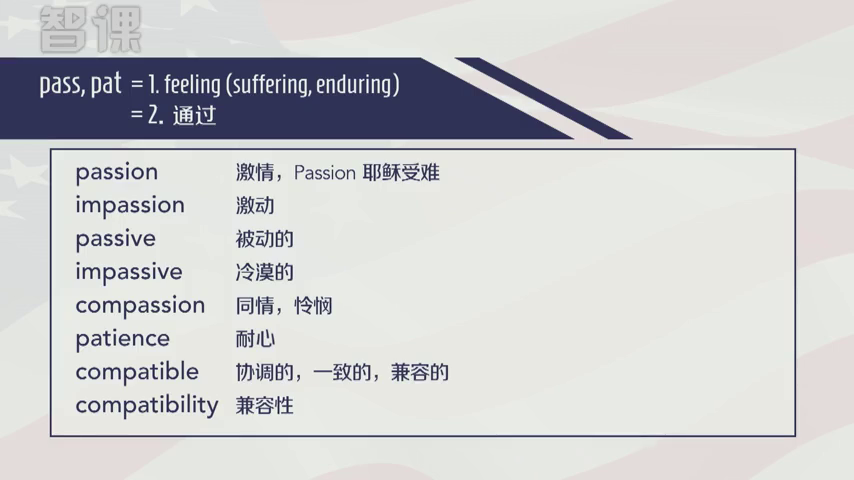 智课
pass, pat = 1. feeling (suffering, enduring)
= 2. 通过
passion 激情，Passion 耶稣受难
impassion 激动
passive 被动的
impassive 冷漠的
compassion 同情，怜悯
patience 耐心
compatible 协调的，一致的，兼容的
compatibility 兼容性